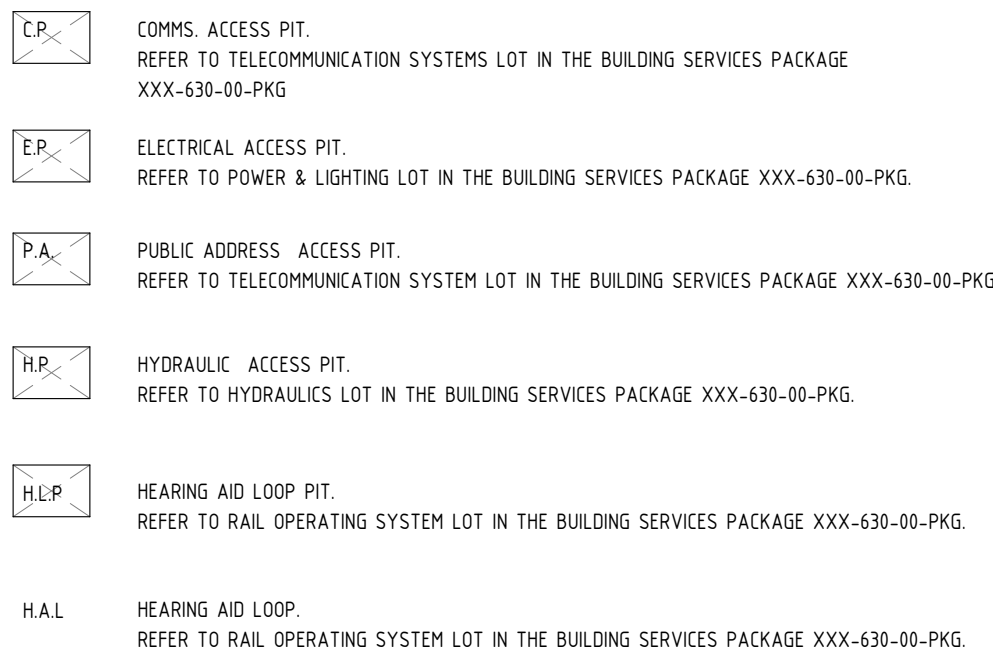 C.P. COMMS. ACCESS PIT.
REFER TO TELECOMMUNICATION SYSTEMS LOT IN THE BUILDING SERVICES PACKAGE
XXX-630-00-PKG
E.P. ELECTRICAL ACCESS PIT.
REFER TO POWER & LIGHTING LOT IN THE BUILDING SERVICES PACKAGE XXX-630-00-PKG.
P.A. PUBLIC ADDRESS ACCESS PIT.
REFER TO TELECOMMUNICATION SYSTEM LOT IN THE BUILDING SERVICES PACKAGE XXX-630-00-PKG
H.P. HYDRAULIC ACCESS PIT.
REFER TO HYDRAULICS LOT IN THE BUILDING SERVICES PACKAGE XXX-630-00-PKG.
H.L.P HEARING AID LOOP PIT.
REFER TO RAIL OPERATING SYSTEM LOT IN THE BUILDING SERVICES PACKAGE XXX-630-00-PKG.
H.A.L HEARING AID LOOP.
REFER TO RAIL OPERATING SYSTEM LOT IN THE BUILDING SERVICES PACKAGE XXX-630-00-PKG.